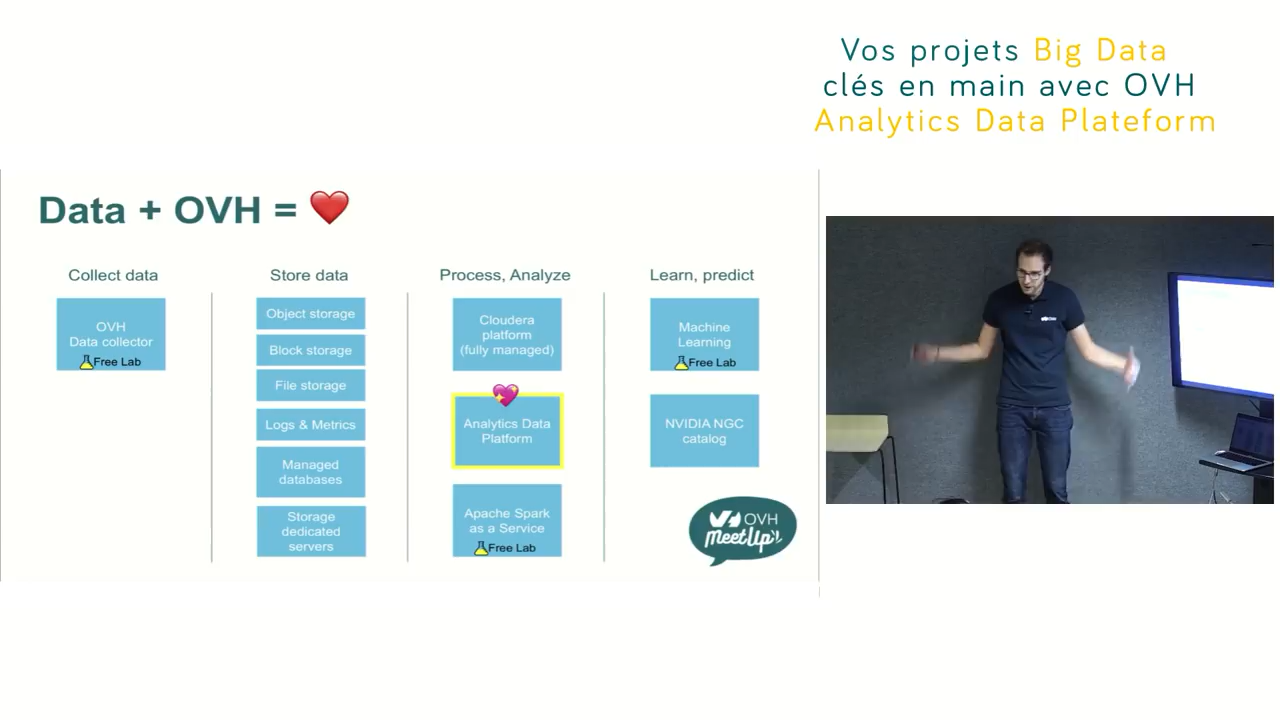 Vos projets Big Data
clés en main avec OVH
Analytics Data Plateform
Data + OVH = ❤️
Collect data
OVH
Data collector
Free Lab
Store data
Object storage
Block storage
File storage
Logs & Metrics
Managed
databases
Storage
dedicated
servers
Process, Analyze
Cloudera
platform
(fully managed)
Analytics Data
Platform
Apache Spark
as a Service
Free Lab
Learn, predict
Machine
Learning
Free Lab
NVIDIA NGC
catalog
OVH
MeetUp